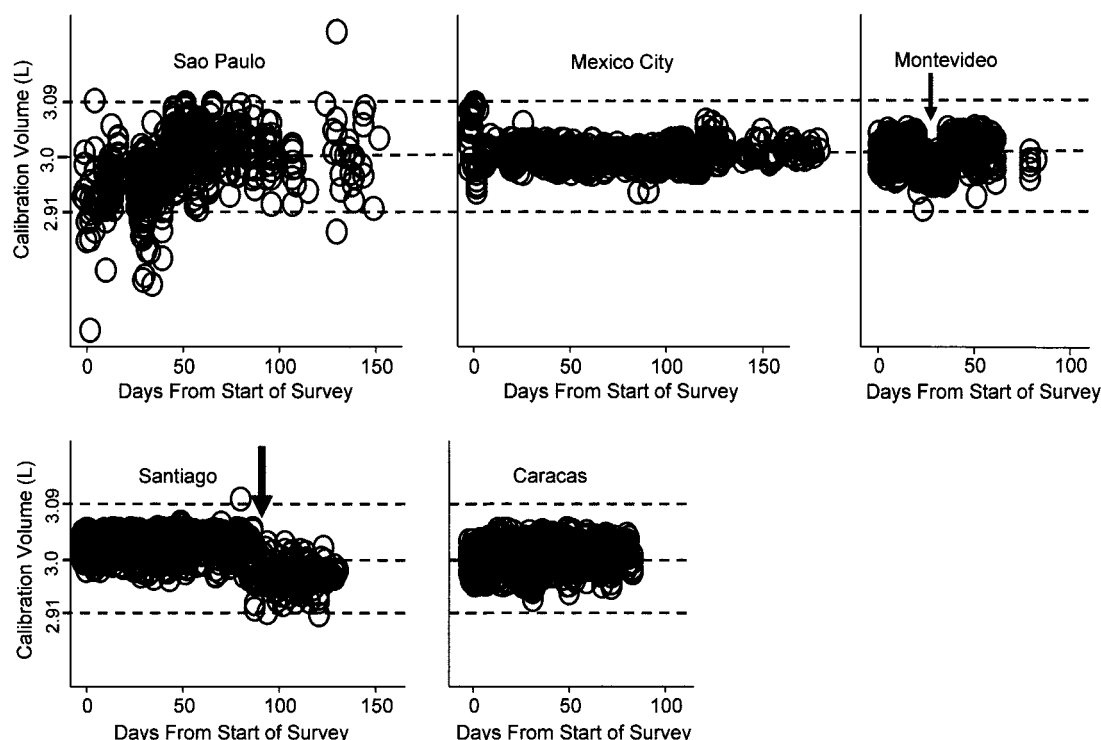 Sao Paulo
Mexico City
Montevideo
Calibration Volume (L)
3.09
3.0
2.91
0 50 100 150
0 50 100 150
0 50 100
Days From Start of Survey
Days From Start of Survey
Days From Start of Survey
Santiago
Caracas
Calibration Volume (L)
3.09
3.0
2.91
0 50 100 150
0 50 100
Days From Start of Survey
Days From Start of Survey